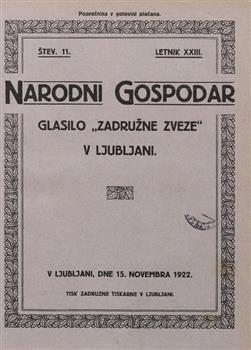 Poštnina v gotovini plačana.
ŠTEV. 11. LETNIK XXIII.
NARODNI GOSPODAR
GLASILO „ZADRUŽNE ZVEZE"
V LJUBLJANI.
V LJUBLJANI, DNE 15. NOVEMBRA 1922.
TISK ZADRUŽNE TISKARNE V LJUBLJANI.